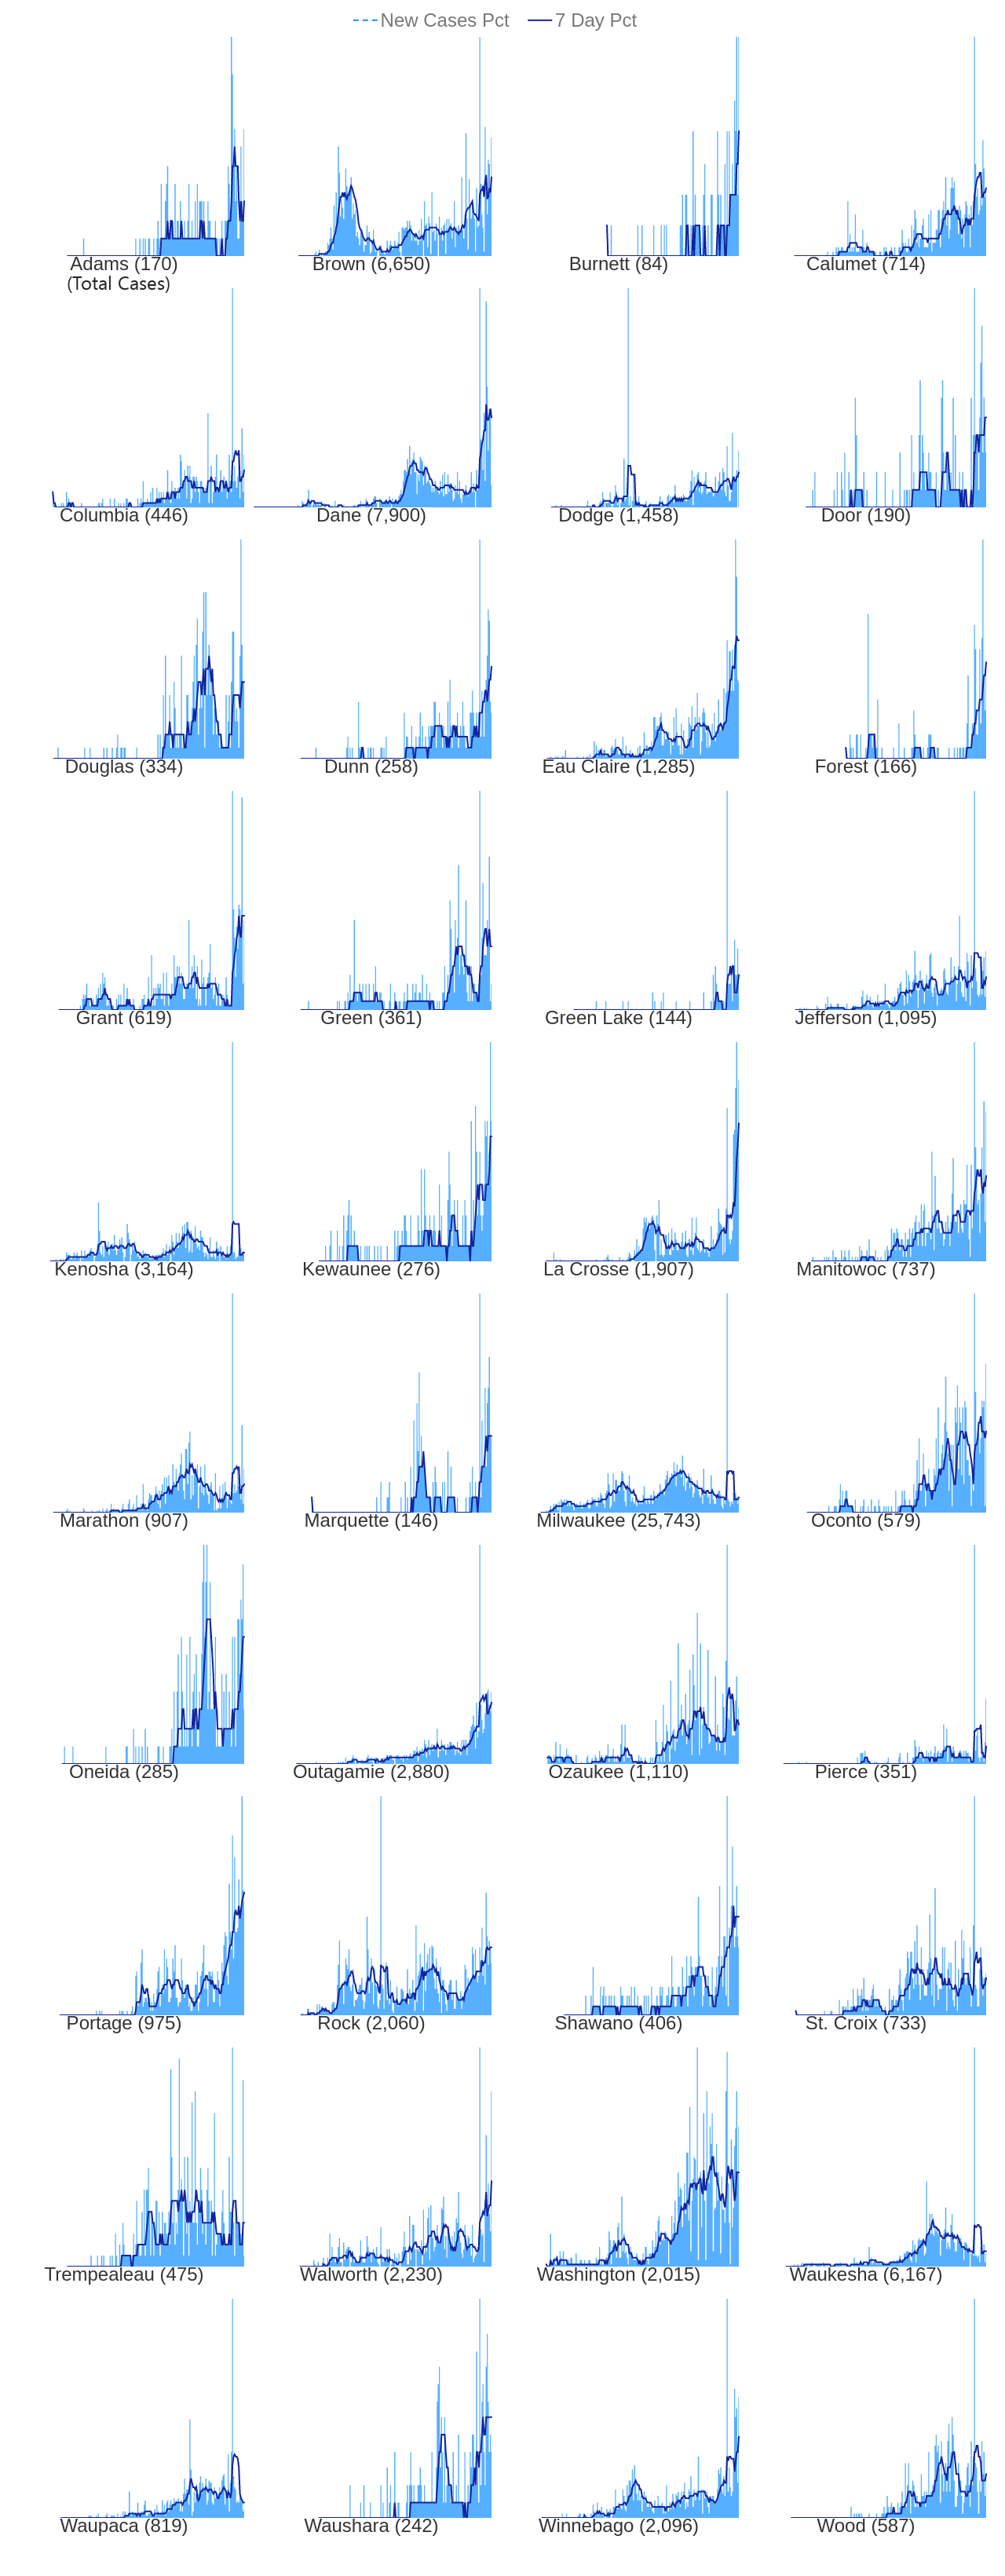 New Cases Pct 7 Day Pct
Adams (170) Brown (6,650) Burnett (84) Calumet (714)
(Total Cases)
Columbia (446) Dane (7,900) Dodge (1,458) Door (190)
Douglas (334) Dunn (258) Eau Claire (1,285) Forest (166)
Grant (619) Green (361) Green Lake (144) Jefferson (1,095)
Kenosha (3,164) Kewaunee (276) La Crosse (1,907) Manitowoc (737)
Marathon (907) Marquette (146) Milwaukee (25,743) Oconto (579)
Oneida (285) Outagamie (2,880) Ozaukee (1,110) Pierce (351)
Portage (975) Rock (2,060) Shawano (406) St. Croix (733)
Trempealeau (475) Walworth (2,230) Washington (2,015) Waukesha (6,167)
Waupaca (819) Waushara (242) Winnebago (2,096) Wood (587)